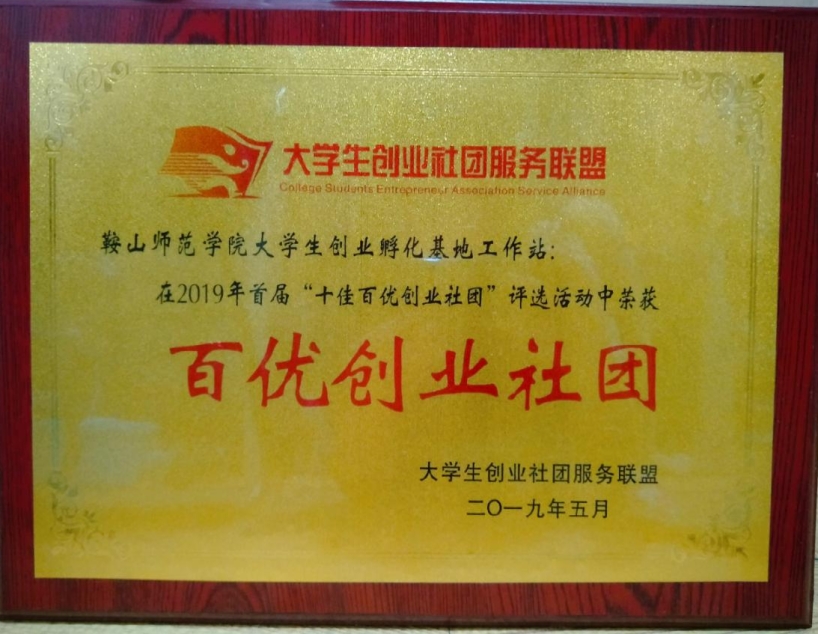 大学生创业社团服务联盟
College Students Entrepreneur Association Service Alliance
鞍山师范学院大学生创业孵化基地工作站：
在2019年首届“十佳百优创业社团”评选活动中荣获
百优创业社团
大学生创业社团服务联盟
二〇一九年五月